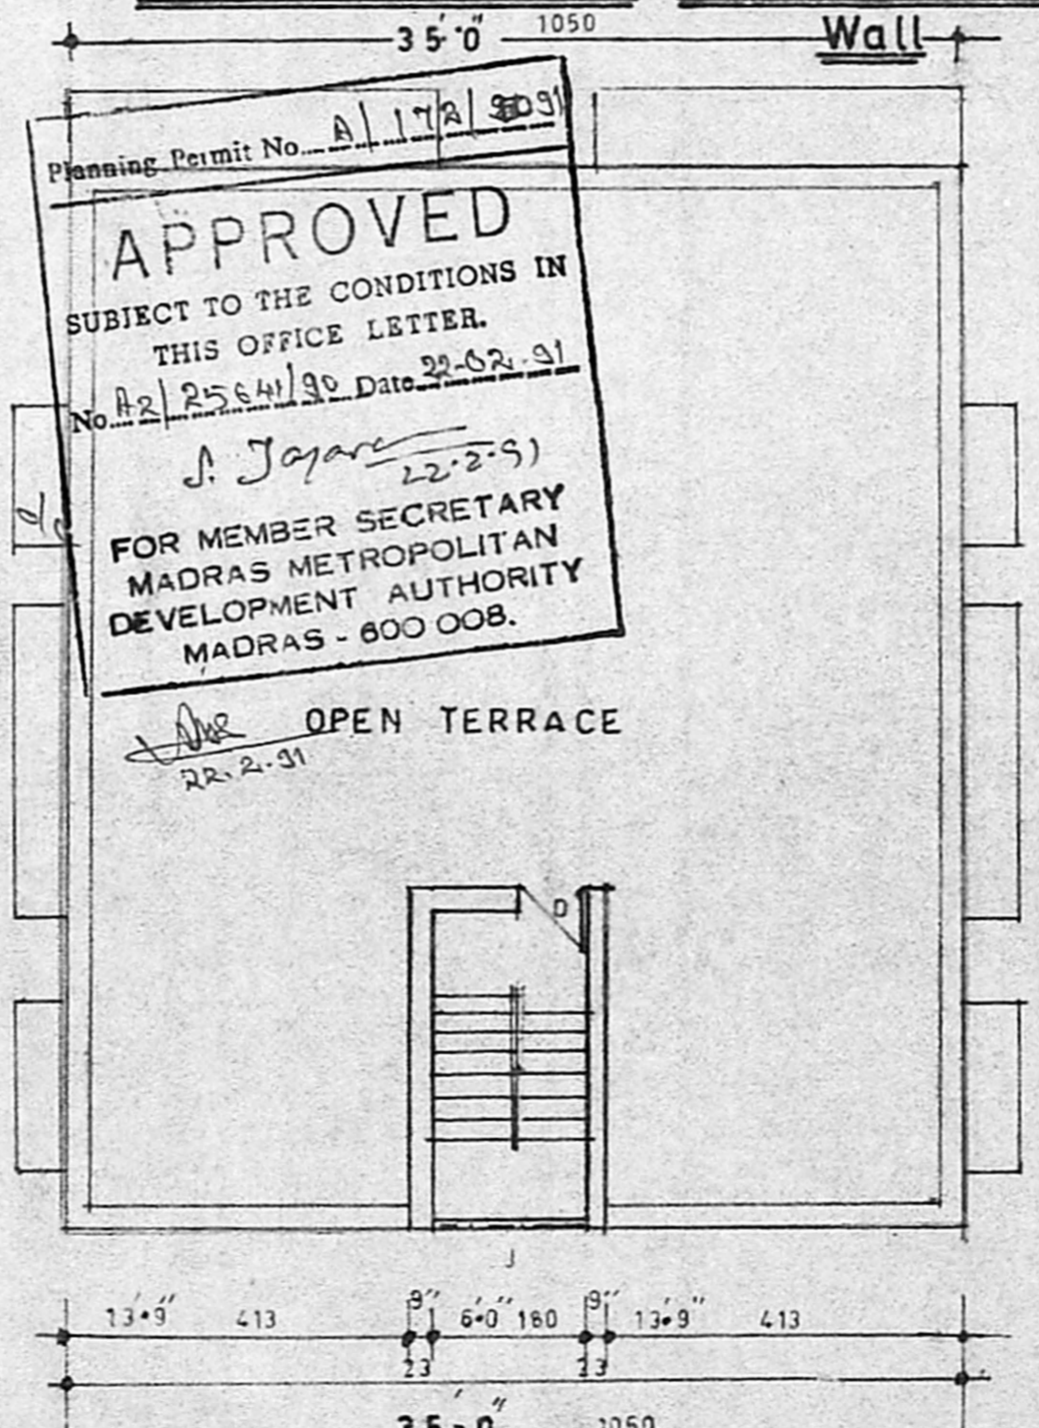 35'-0" 1050
Wall
Planning Permit No. A/172/ 91
APPROVED
SUBJECT TO THE CONDITIONS IN
THIS OFFICE LETTER.
No. A2/25641/90 Date 22-02-91
22-2-91
FOR MEMBER SECRETARY
MADRAS METROPOLITAN
DEVELOPMENT AUTHORITY
MADRAS - 600 008.
OPEN TERRACE
22.2.91
D
J
13'-9" 413 9" 6'-0" 180 9" 13'-9" 413
23 23
35'-0" 1050